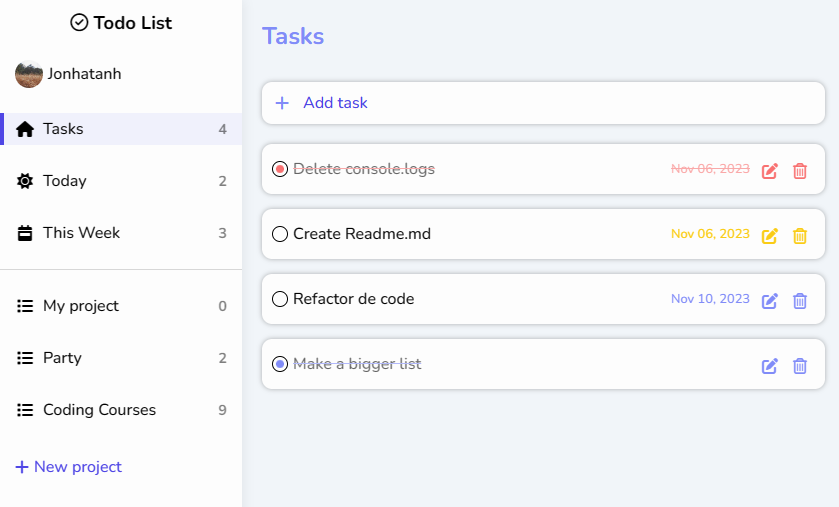 Todo List
Jonhatanh
Tasks 4
Today 2
This Week 3
My project 0
Party 2
Coding Courses 9
New project
Tasks
Add task
Delete console.logs Nov 06, 2023
Create Readme.md Nov 06, 2023
Refactor de code Nov 10, 2023
Make a bigger list